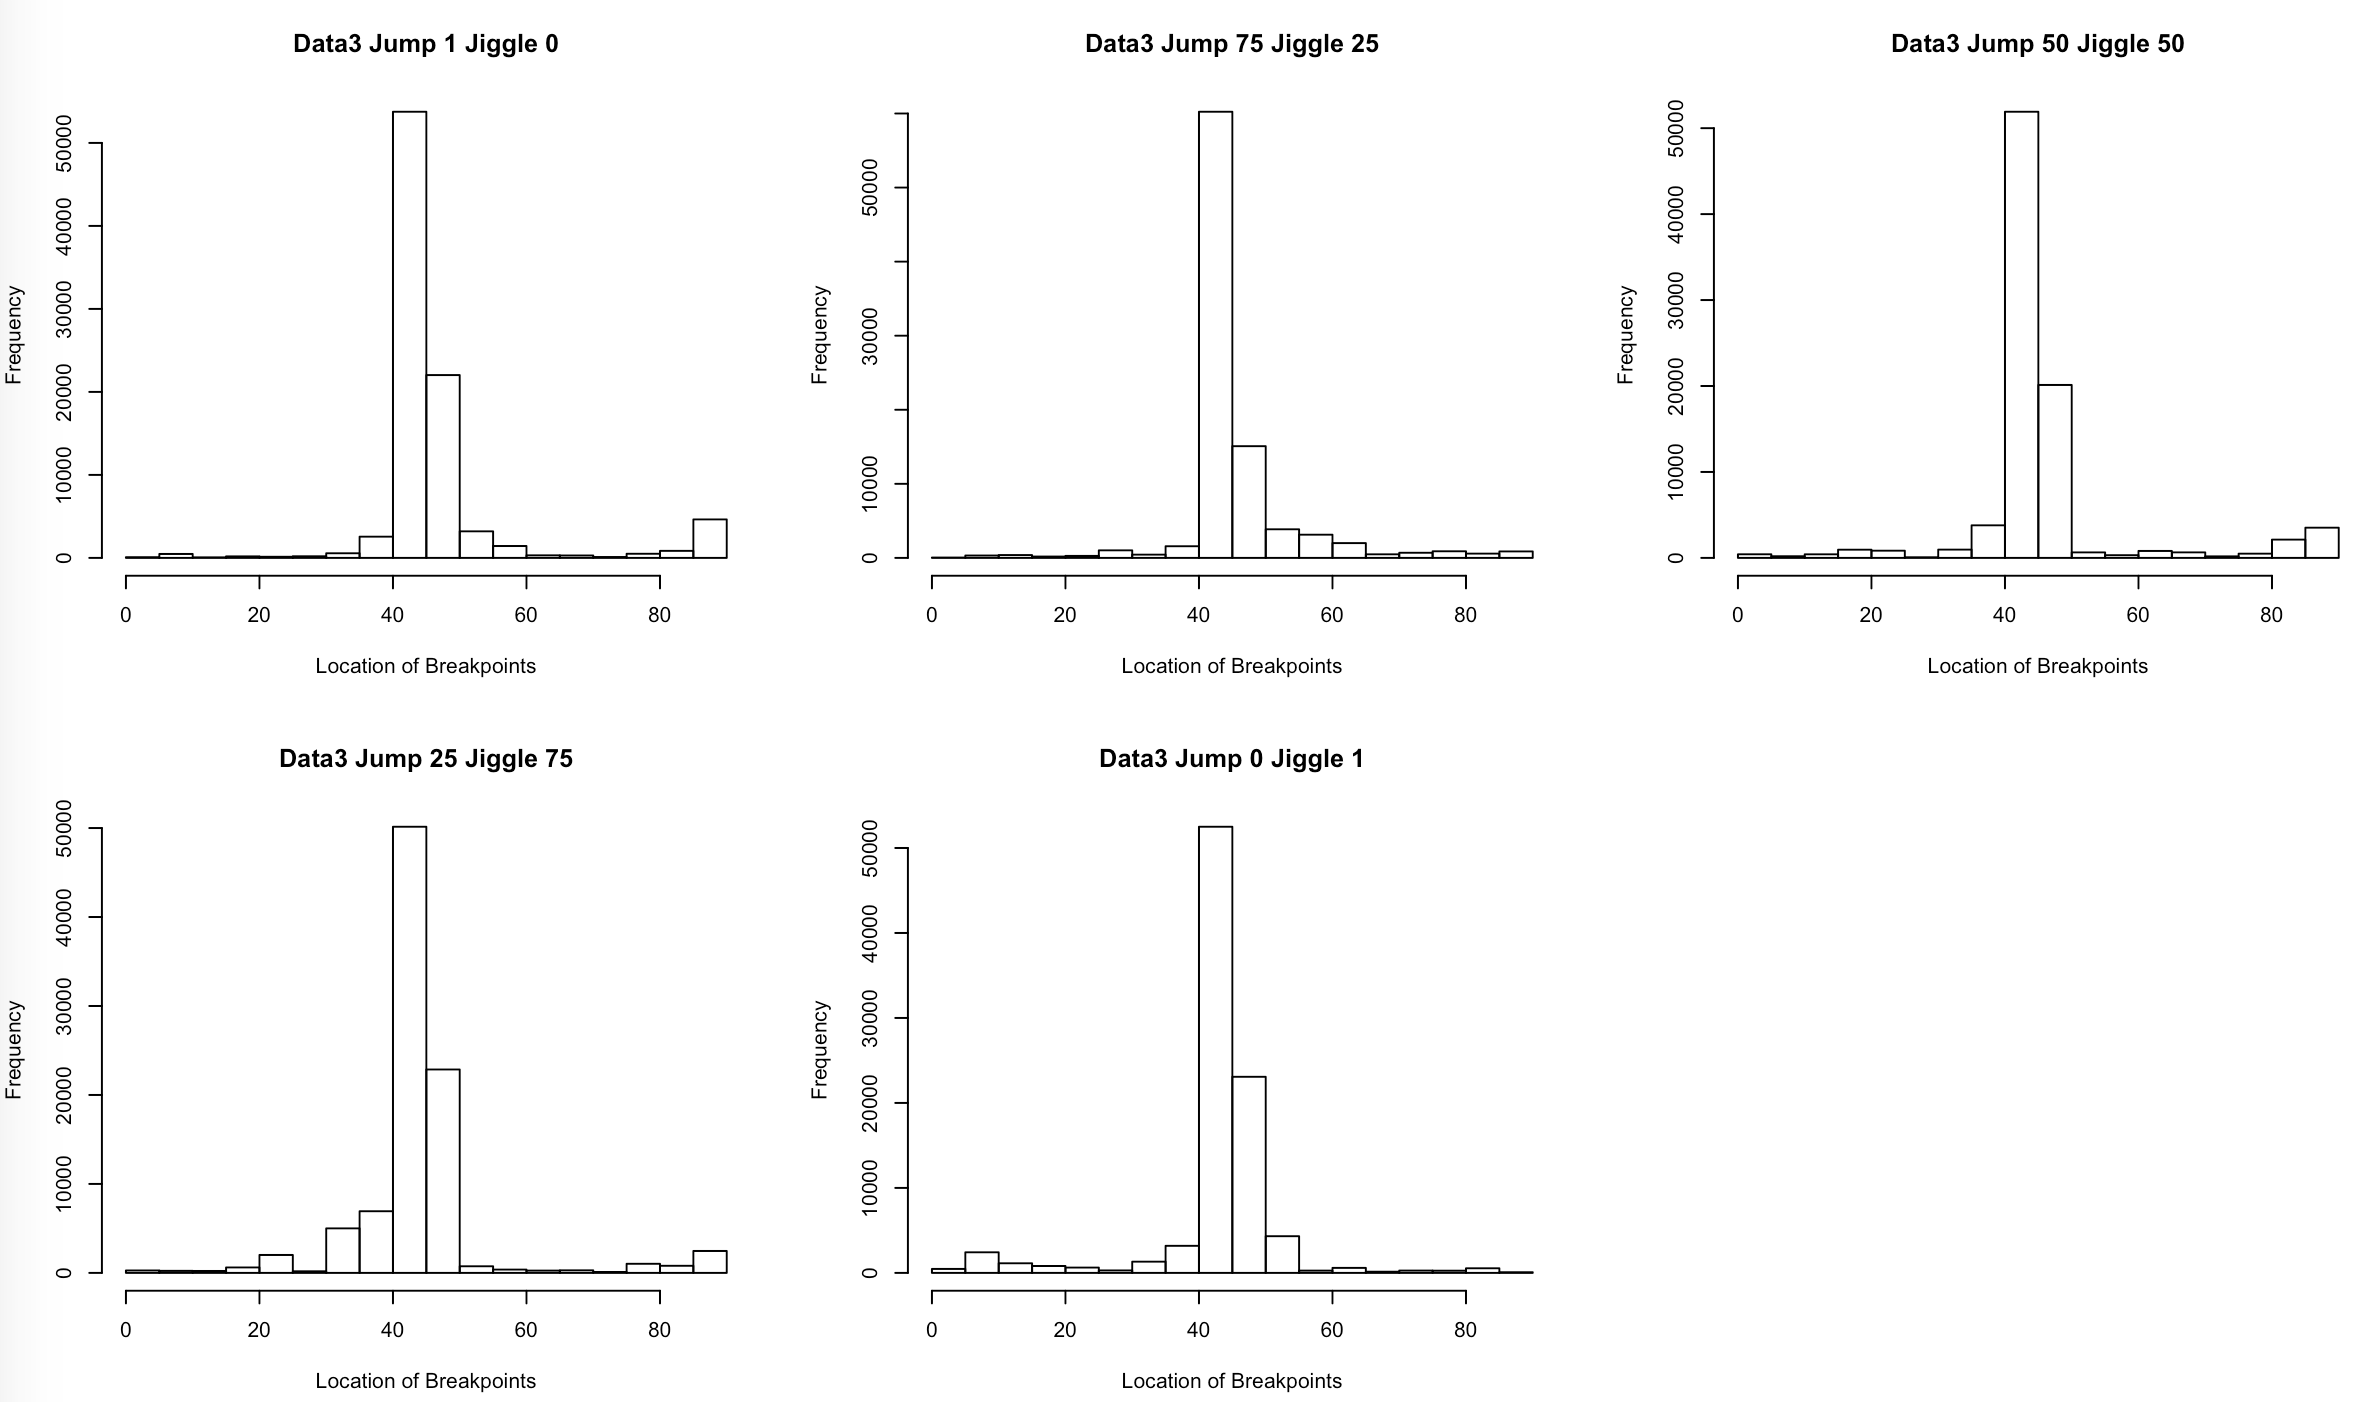 Data3 Jump 1 Jiggle 0
Frequency
50000
40000
30000
20000
10000
0
0 20 40 60 80
Location of Breakpoints
Data3 Jump 75 Jiggle 25
Frequency
50000
30000
10000
0
0 20 40 60 80
Location of Breakpoints
Data3 Jump 50 Jiggle 50
Frequency
50000
40000
30000
20000
10000
0
0 20 40 60 80
Location of Breakpoints
Data3 Jump 25 Jiggle 75
Frequency
50000
40000
30000
20000
10000
0
0 20 40 60 80
Location of Breakpoints
Data3 Jump 0 Jiggle 1
Frequency
50000
40000
30000
20000
10000
0
0 20 40 60 80
Location of Breakpoints